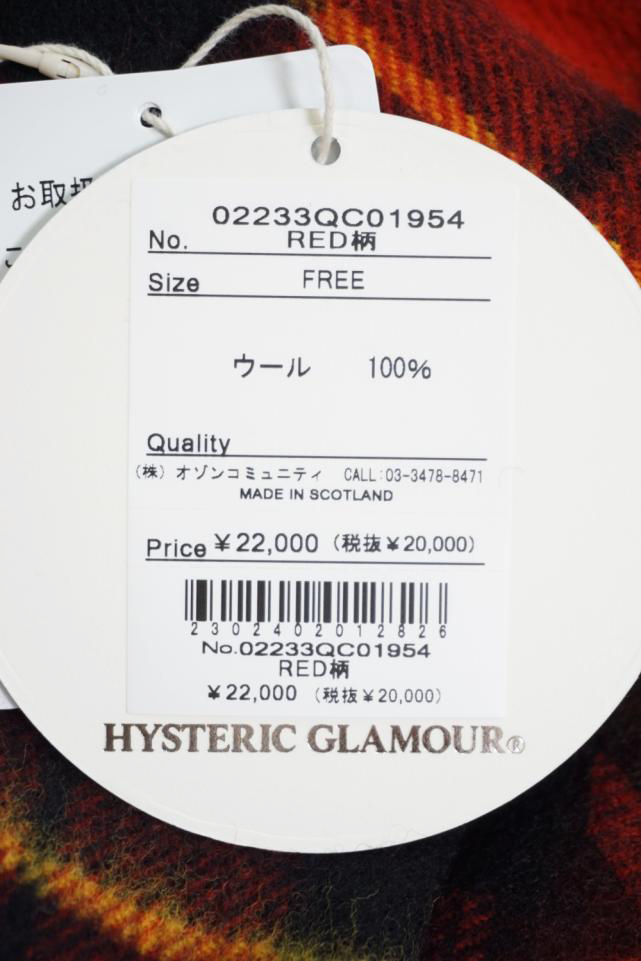 お取扱
02233QC01954
No. RED柄
Size FREE
ウール 100%
Quality
(株) オゾンコミュニティ CALL:03-3478-8471
MADE IN SCOTLAND
Price ¥22,000 (税抜¥20,000)
2302402012826
No.02233QC01954
RED柄
¥22,000 (税抜¥20,000)
HYSTERIC GLAMOUR®